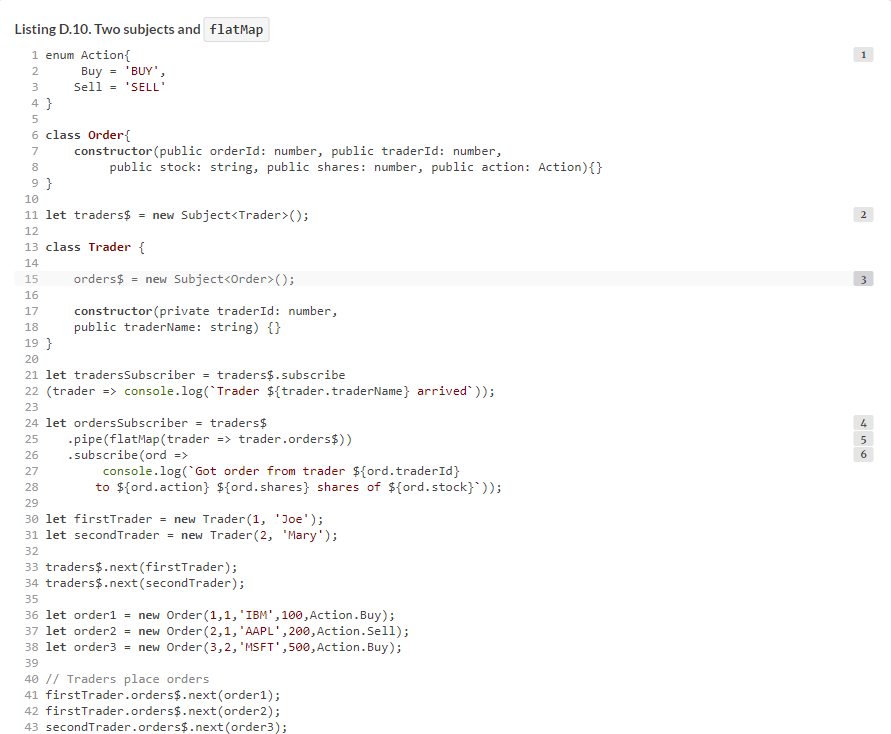 Listing D.10. Two subjects and flatMap
1 enum Action{ 1
2      Buy = 'BUY',
3     Sell = 'SELL'
4 }
5
6 class Order{
7     constructor(public orderId: number, public traderId: number,
8          public stock: string, public shares: number, public action: Action){}
9 }
10
11 let traders$ = new Subject<Trader>(); 2
12
13 class Trader {
14
15     orders$ = new Subject<Order>(); 3
16
17     constructor(private traderId: number,
18     public traderName: string) {}
19 }
20
21 let tradersSubscriber = traders$.subscribe
22 (trader => console.log(`Trader ${trader.traderName} arrived`));
23
24 let ordersSubscriber = traders$ 4
25    .pipe(flatMap(trader => trader.orders$)) 5
26    .subscribe(ord => 6
27         console.log(`Got order from trader ${ord.traderId}
28        to ${ord.action} ${ord.shares} shares of ${ord.stock}`));
29
30 let firstTrader = new Trader(1, 'Joe');
31 let secondTrader = new Trader(2, 'Mary');
32
33 traders$.next(firstTrader);
34 traders$.next(secondTrader);
35
36 let order1 = new Order(1,1,'IBM',100,Action.Buy);
37 let order2 = new Order(2,1,'AAPL',200,Action.Sell);
38 let order3 = new Order(3,2,'MSFT',500,Action.Buy);
39
40 // Traders place orders
41 firstTrader.orders$.next(order1);
42 firstTrader.orders$.next(order2);
43 secondTrader.orders$.next(order3);